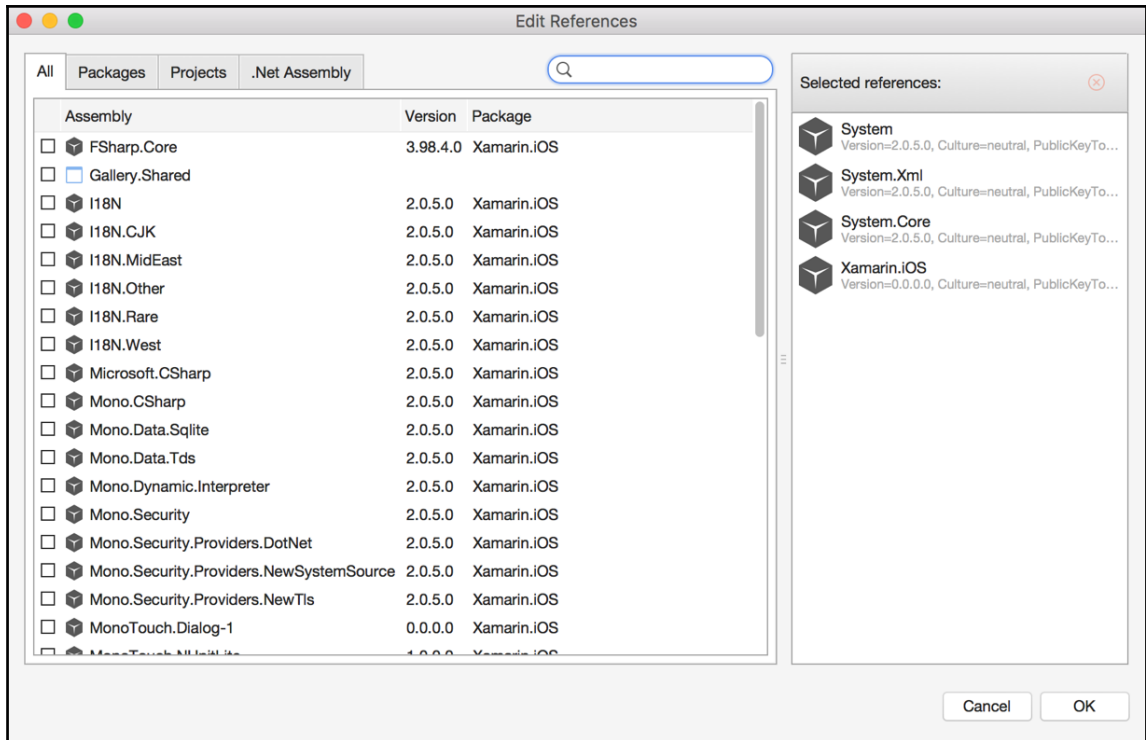 Edit References
All Packages Projects .Net Assembly
Assembly Version Package
FSharp.Core 3.98.4.0 Xamarin.iOS
Gallery.Shared
I18N 2.0.5.0 Xamarin.iOS
I18N.CJK 2.0.5.0 Xamarin.iOS
I18N.MidEast 2.0.5.0 Xamarin.iOS
I18N.Other 2.0.5.0 Xamarin.iOS
I18N.Rare 2.0.5.0 Xamarin.iOS
I18N.West 2.0.5.0 Xamarin.iOS
Microsoft.CSharp 2.0.5.0 Xamarin.iOS
Mono.CSharp 2.0.5.0 Xamarin.iOS
Mono.Data.Sqlite 2.0.5.0 Xamarin.iOS
Mono.Data.Tds 2.0.5.0 Xamarin.iOS
Mono.Dynamic.Interpreter 2.0.5.0 Xamarin.iOS
Mono.Security 2.0.5.0 Xamarin.iOS
Mono.Security.Providers.DotNet 2.0.5.0 Xamarin.iOS
Mono.Security.Providers.NewSystemSource 2.0.5.0 Xamarin.iOS
Mono.Security.Providers.NewTls 2.0.5.0 Xamarin.iOS
MonoTouch.Dialog-1 0.0.0.0 Xamarin.iOS
MonoTouch.NUnitLite 1.0.0.0 Xamarin.iOS
Selected references:
System
Version=2.0.5.0, Culture=neutral, PublicKeyTo...
System.Xml
Version=2.0.5.0, Culture=neutral, PublicKeyTo...
System.Core
Version=2.0.5.0, Culture=neutral, PublicKeyTo...
Xamarin.iOS
Version=0.0.0.0, Culture=neutral, PublicKeyTo...
Cancel OK